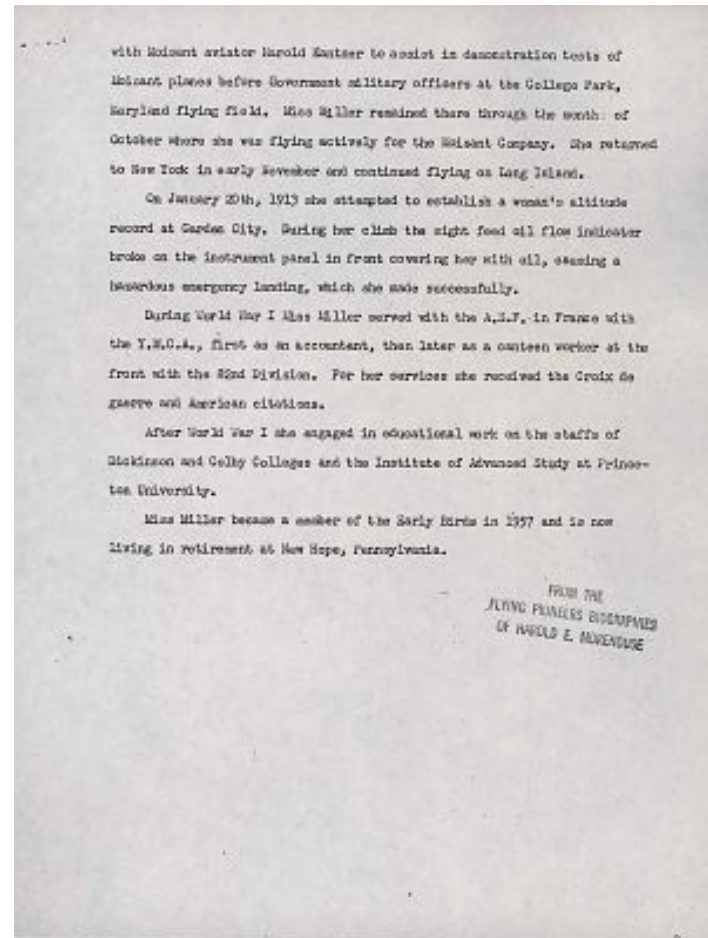 with Moisant aviator Harold Kantner to assist in demonstration tests of
Moisant planes before Government military officers at the College Park,
Maryland flying field. Miss Miller remained there through the month of
October where she was flying actively for the Moisant Company. She returned
to New York in early November and continued flying on Long Island.
On January 20th, 1913 she attempted to establish a woman's altitude
record at Garden City. During her climb the sight feed oil flow indicator
broke on the instrument panel in front covering her with oil, causing a
hazardous emergency landing, which she made successfully.
During World War I Miss Miller served with the A.E.F. in France with
the Y.M.C.A., first as an accountant, then later as a canteen worker at the
front with the 82nd Division. For her services she received the Croix de
guerre and American citations.
After World War I she engaged in educational work on the staffs of
Dickinson and Colby Colleges and the Institute of Advanced Study at Prince-
ton University.
Miss Miller became a member of the Early Birds in 1957 and is now
living in retirement at New Hope, Pennsylvania.
FROM THE
FLYING PIONEERS BIOGRAPHIES
OF HAROLD E. MOREHOUSE